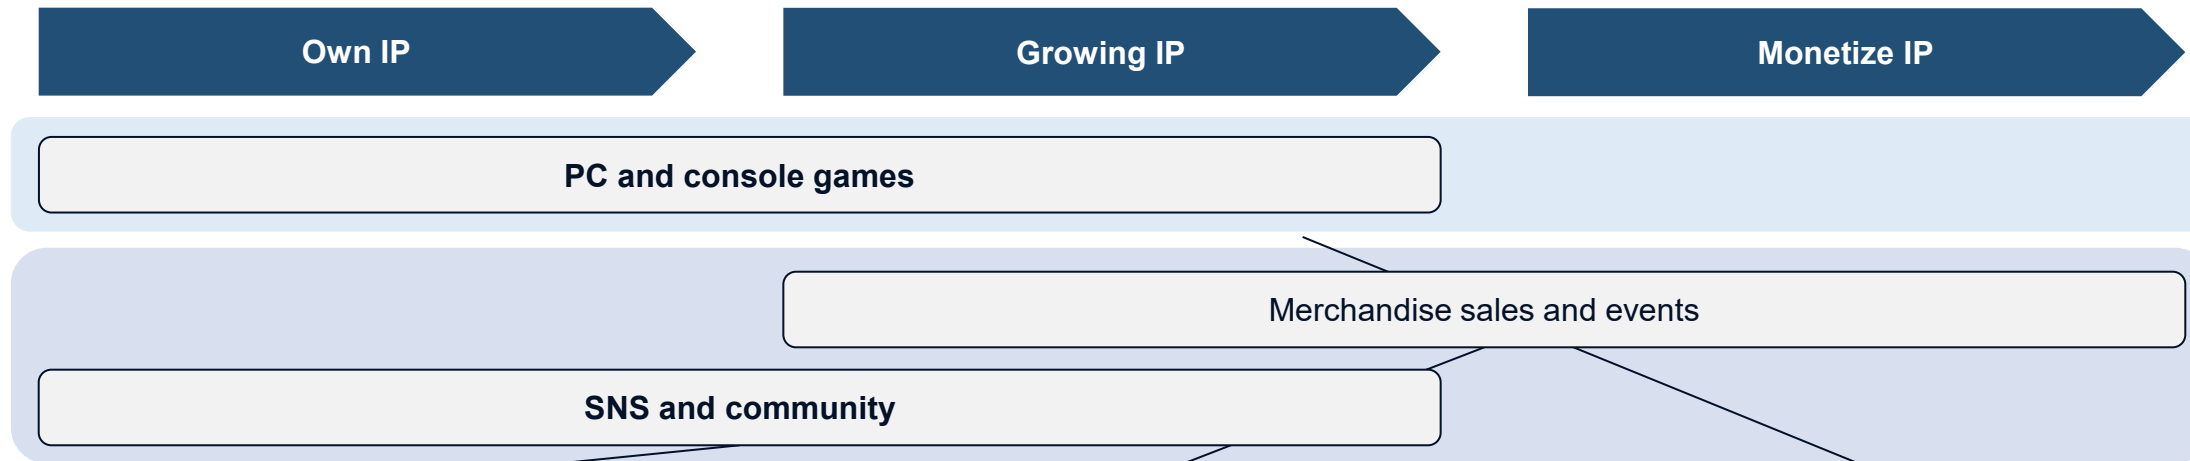 Own IP
Growing IP
Monetize IP
PC and console games
Merchandise sales and events
SNS and community